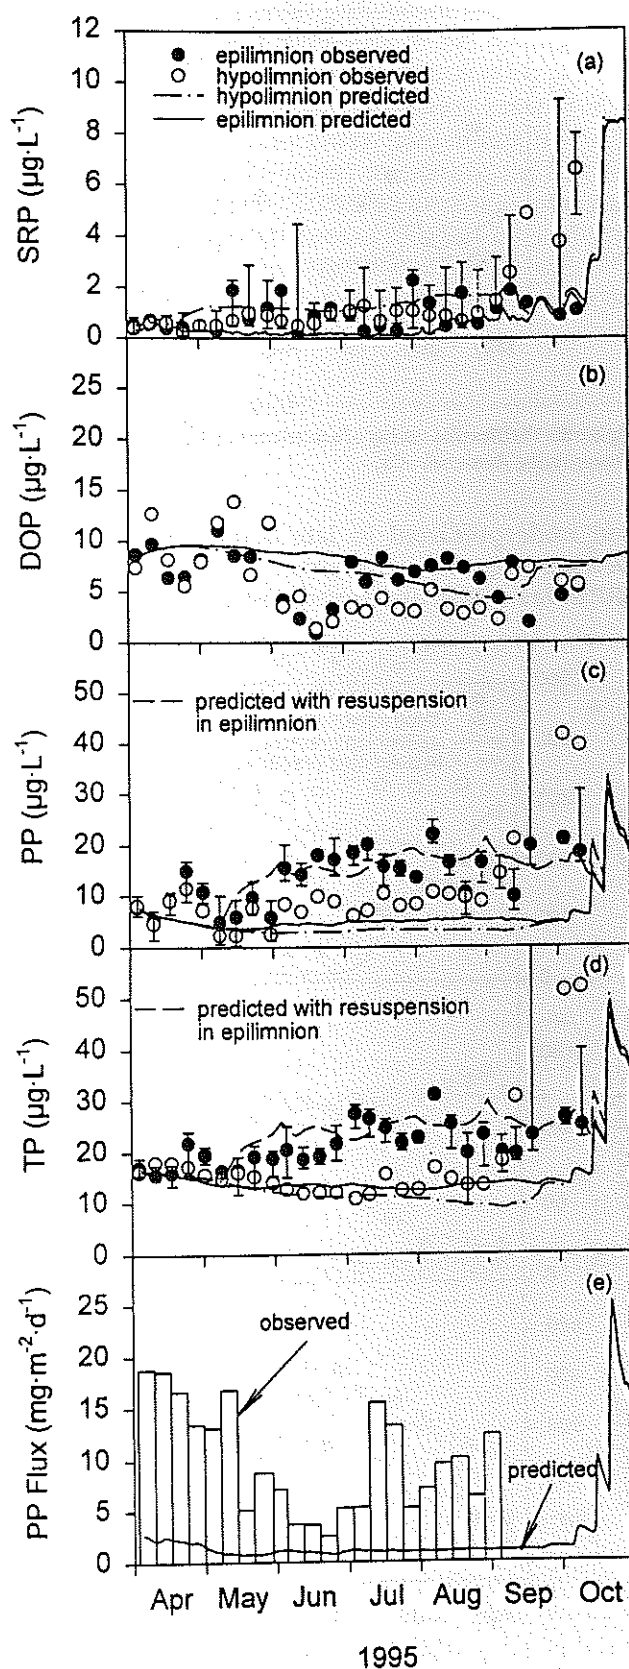 12
10
8
6
4
2
0
SRP (µg·L⁻¹)
epilimnion observed
hypolimnion observed
hypolimnion predicted
epilimnion predicted
(a)
25
20
15
10
5
0
DOP (µg·L⁻¹)
(b)
50
40
30
20
10
0
PP (µg·L⁻¹)
predicted with resuspension
in epilimnion
(c)
50
40
30
20
10
0
TP (µg·L⁻¹)
predicted with resuspension
in epilimnion
(d)
25
20
15
10
5
0
PP Flux (mg·m⁻²·d⁻¹)
observed
predicted
(e)
Apr May Jun Jul Aug Sep Oct
1995